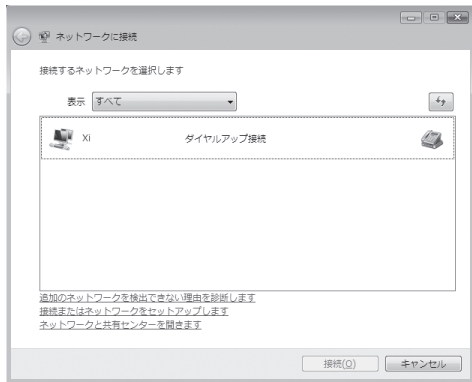 ネットワークに接続
接続するネットワークを選択します
表示 すべて
Xi ダイヤルアップ接続
追加のネットワークを検出できない理由を診断します
接続またはネットワークをセットアップします
ネットワークと共有センターを開きます
接続(O) キャンセル